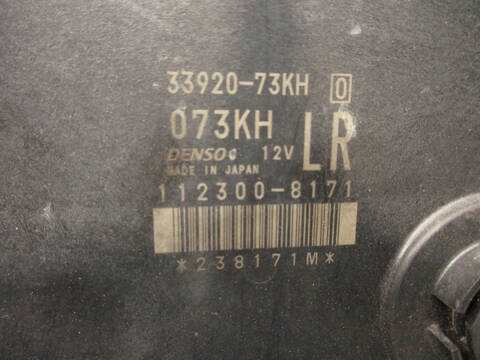 33920-73KH 0
073KH LR
DENSO 12V
MADE IN JAPAN
112300-8171
*238171M*